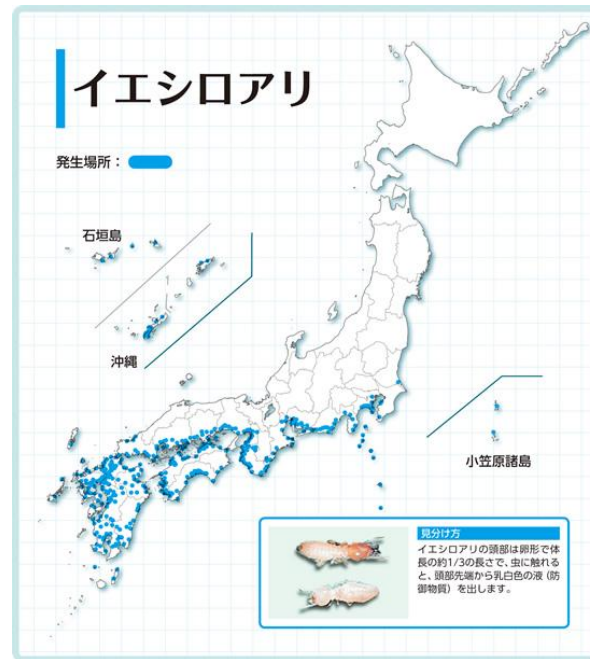 イエシロアリ
発生場所：
石垣島
沖縄
小笠原諸島
見分け方
イエシロアリの頭部は卵形で体
長の約1/3の長さで、虫に触れる
と、頭部先端から乳白色の液（防
御物質）を出します。